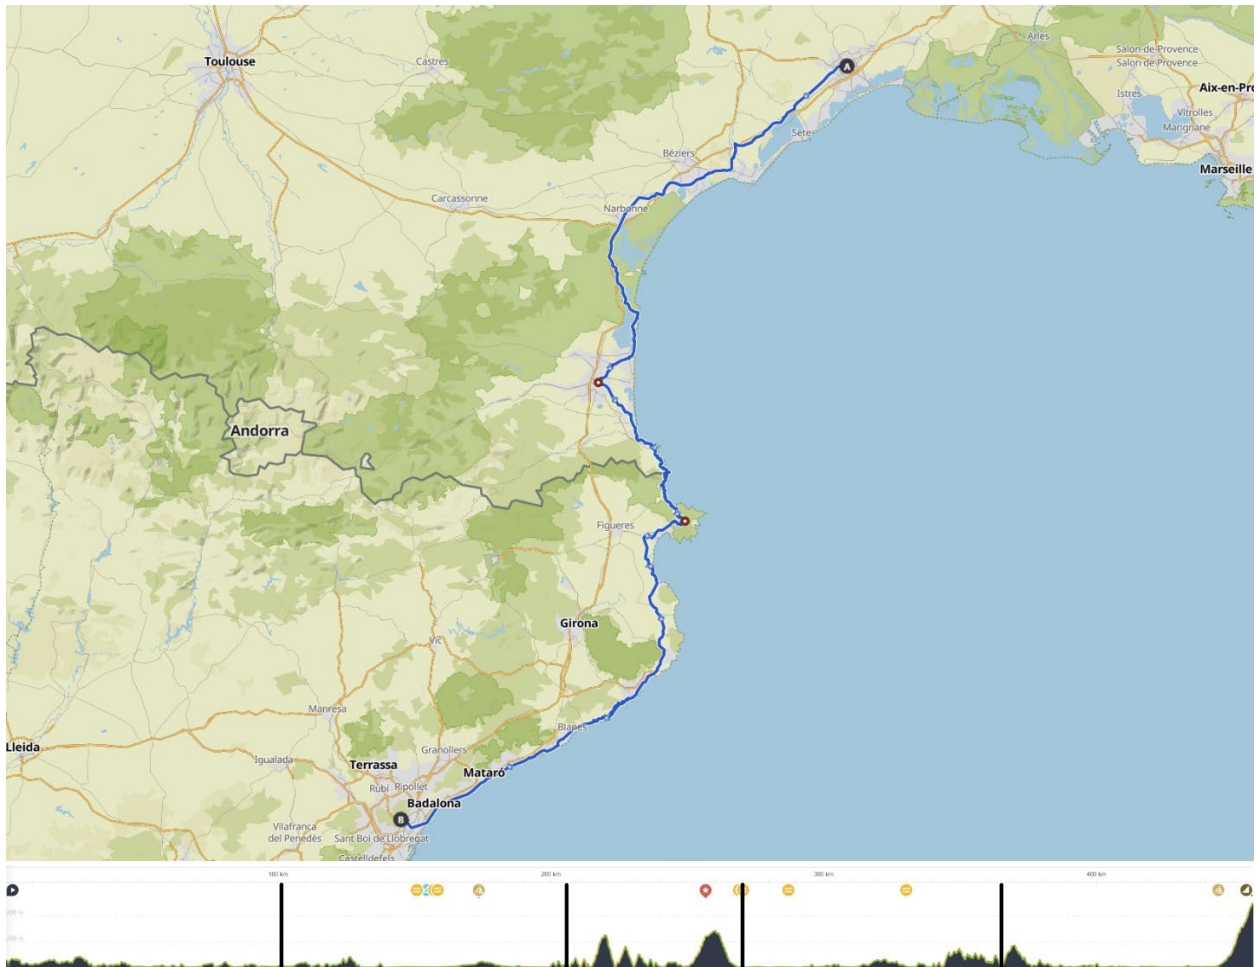 Arles
Toulouse
Castres
Salon-de-Provence
Salon de Provence
Aix-en-Pro
Istres
A
Vitrolles
Marignane
Sète
Béziers
Marseille
Carcassonne
Narbonne
Andorra
Figueres
Girona
Vic
Manresa
Blanes
Lleida
Granollers
Igualada
Terrassa
Mataró
Rubí
Ripollet
Badalona
B
Vilafranca
del Penedès
Sant Boi de Llobregat
Castelldefels
100 km
200 km
300 km
400 km
200 m